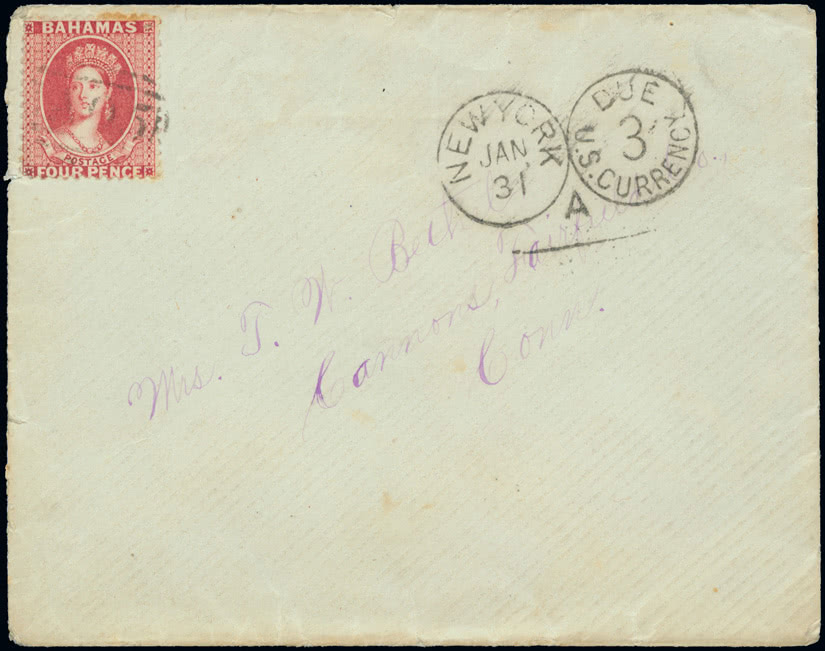 BAHAMAS
POSTAGE
FOUR PENCE
NEW YORK
JAN
31
DUE
3
U.S. CURRENCY
A
Mrs. T. W.
Cannons,
Conn.